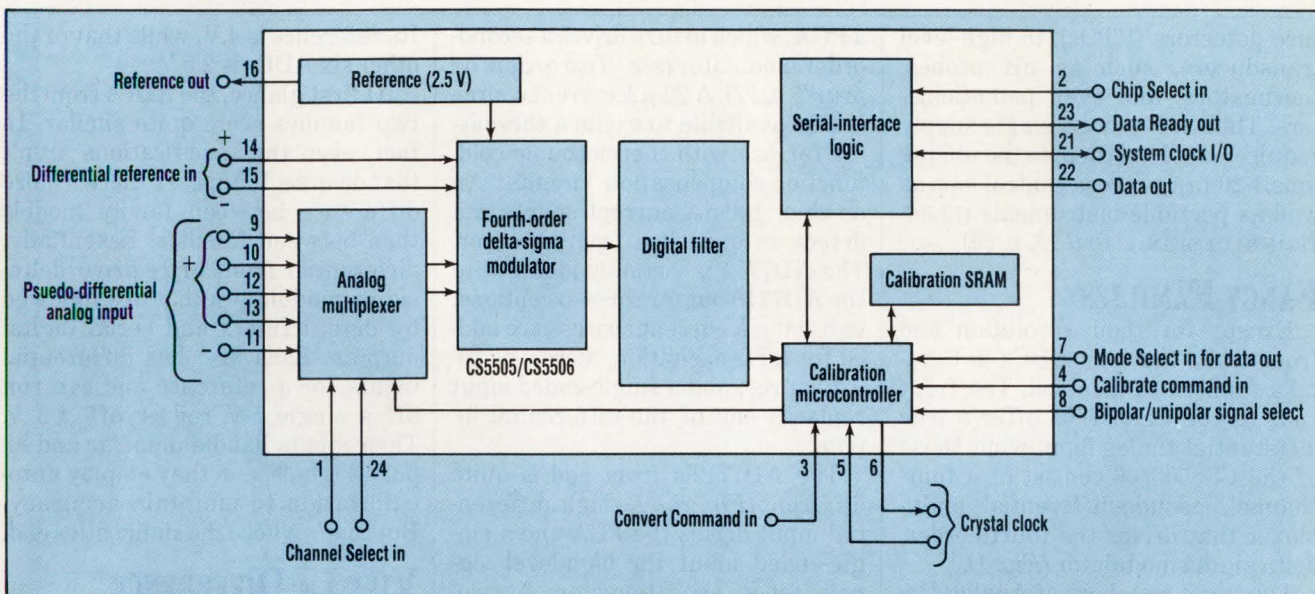 Reference out
16
Reference (2.5 V)
+
14
Differential reference in
15
−
9
+
10
Psuedo-differential
analog input
12
13
11
−
Analog
multiplexer
1
24
Channel Select in
Fourth-order
delta-sigma
modulator
CS5505/CS5506
Digital filter
Serial-interface
logic
2
Chip Select in
23
Data Ready out
21
System clock I/O
22
Data out
Calibration SRAM
Calibration
microcontroller
7
Mode Select in for data out
4
Calibrate command in
8
Bipolar/unipolar signal select
3
5
6
Convert Command in
Crystal clock